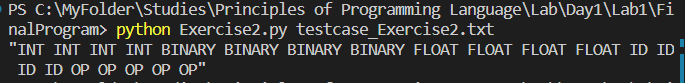 PS C:\MyFolder\Studies\Principles of Programming Language\Lab\Day1\Lab1\Fi
nalProgram> python Exercise2.py testcase_Exercise2.txt
"INT INT INT INT BINARY BINARY BINARY BINARY FLOAT FLOAT FLOAT FLOAT ID ID
ID ID OP OP OP OP OP"